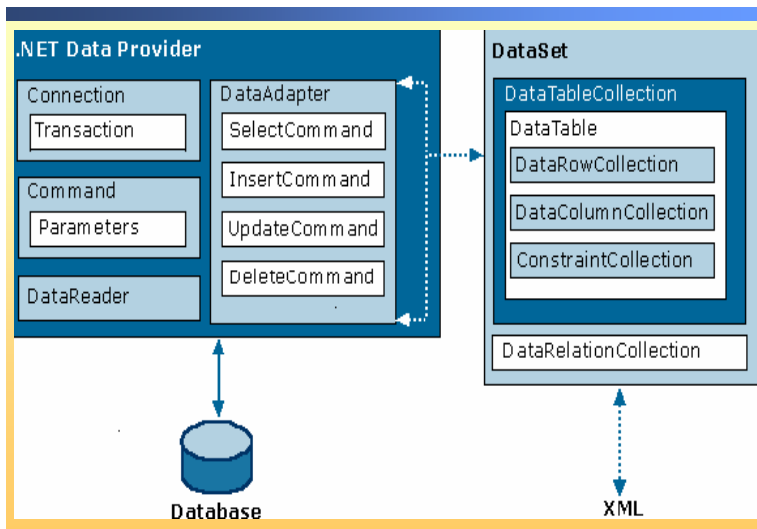 .NET Data Provider
Connection
Transaction
Command
Parameters
DataReader
DataAdapter
SelectCommand
InsertCommand
UpdateCommand
DeleteCommand
Database
DataSet
DataTableCollection
DataTable
DataRowCollection
DataColumnCollection
ConstraintCollection
DataRelationCollection
XML